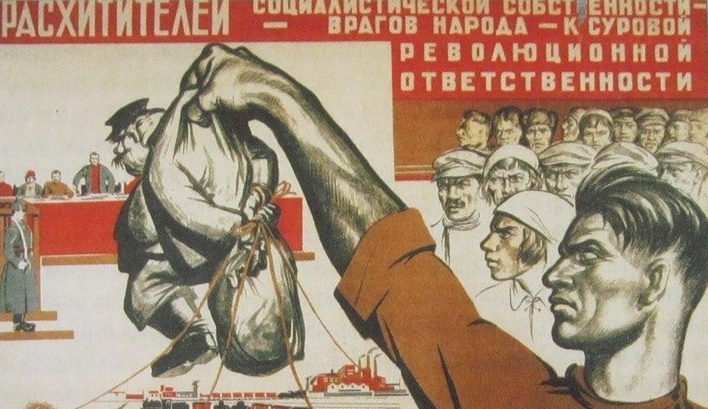 РАСХИТИТЕЛЕЙ
СОЦИАЛИСТИЧЕСКОЙ СОБСТВЕННОСТИ—
— ВРАГОВ НАРОДА — К СУРОВОЙ
РЕВОЛЮЦИОННОЙ
ОТВЕТСТВЕННОСТИ